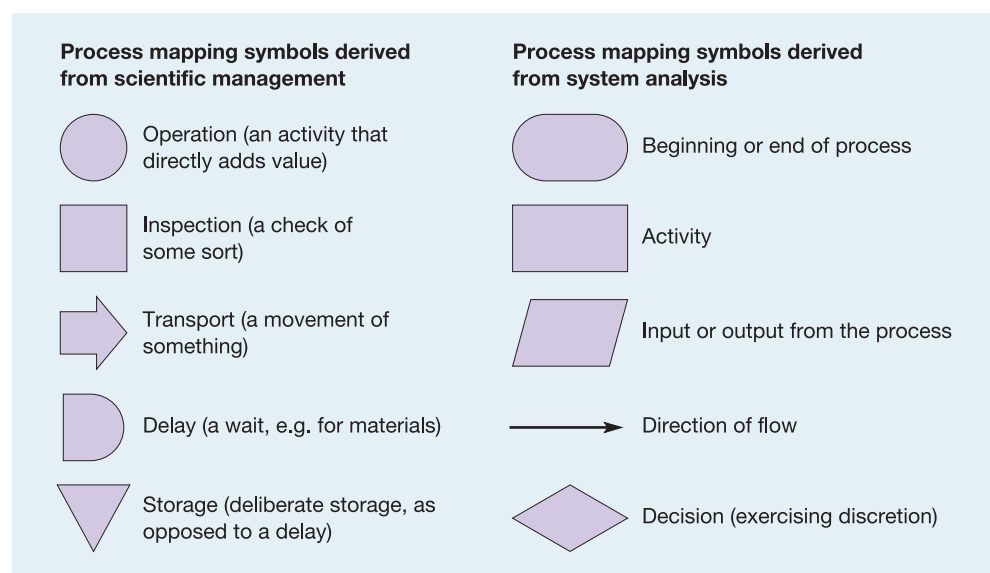 Process mapping symbols derived
from scientific management
Operation (an activity that
directly adds value)
Inspection (a check of
some sort)
Transport (a movement of
something)
Delay (a wait, e.g. for materials)
Storage (deliberate storage, as
opposed to a delay)
Process mapping symbols derived
from system analysis
Beginning or end of process
Activity
Input or output from the process
Direction of flow
Decision (exercising discretion)